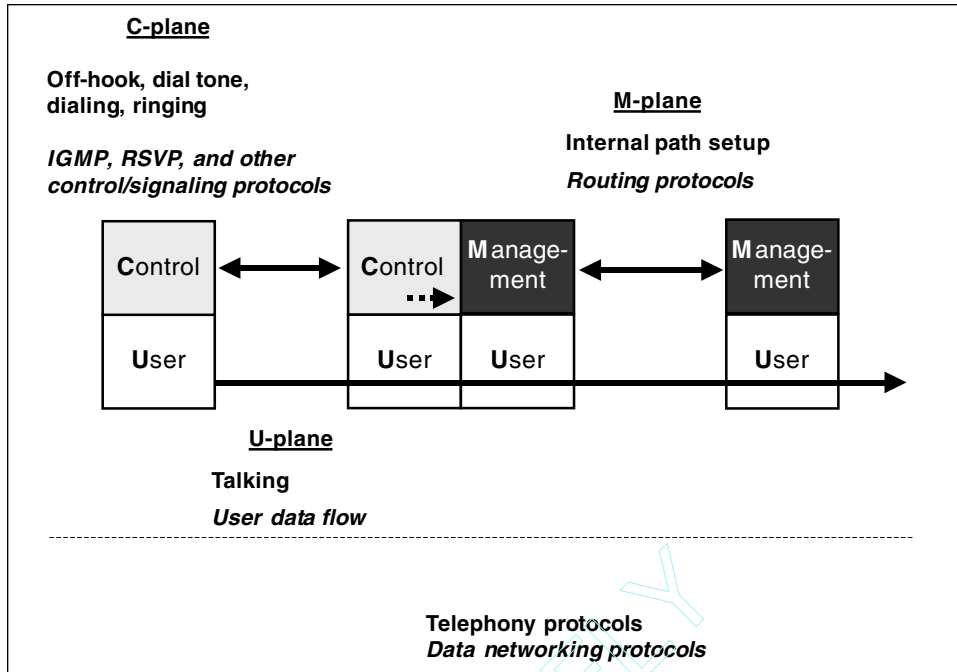 C-plane
Off-hook, dial tone,
dialing, ringing
IGMP, RSVP, and other
control/signaling protocols
M-plane
Internal path setup
Routing protocols
Control
Control
Manage-
ment
Manage-
ment
User
User
User
User
U-plane
Talking
User data flow
Telephony protocols
Data networking protocols